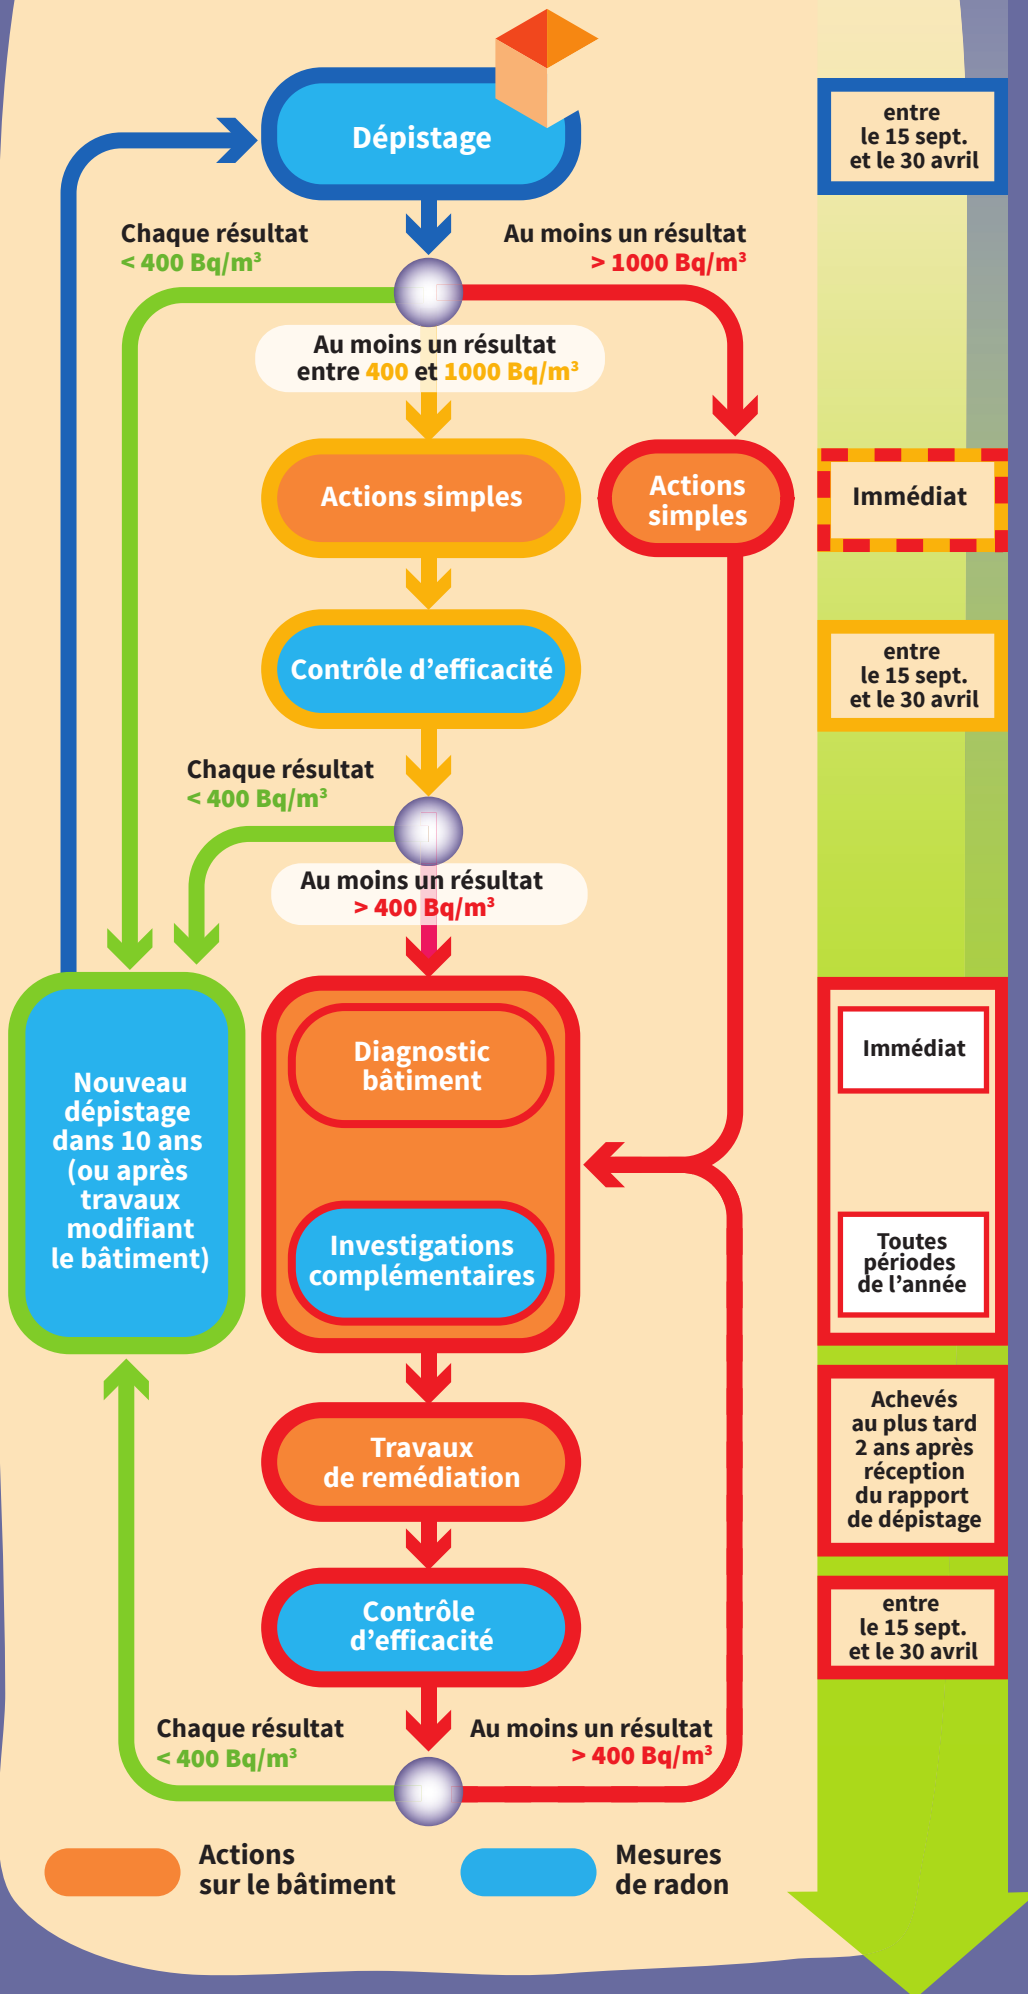 Dépistage
entre
le 15 sept.
et le 30 avril
Chaque résultat
< 400 Bq/m³
Au moins un résultat
> 1000 Bq/m³
Au moins un résultat
entre 400 et 1000 Bq/m³
Actions simples
Actions
simples
Immédiat
Contrôle d’efficacité
entre
le 15 sept.
et le 30 avril
Chaque résultat
< 400 Bq/m³
Au moins un résultat
> 400 Bq/m³
Nouveau
dépistage
dans 10 ans
(ou après
travaux
modifiant
le bâtiment)
Diagnostic
bâtiment
Investigations
complémentaires
Immédiat
Toutes
périodes
de l’année
Travaux
de remédiation
Achevés
au plus tard
2 ans après
réception
du rapport
de dépistage
Contrôle
d’efficacité
entre
le 15 sept.
et le 30 avril
Chaque résultat
< 400 Bq/m³
Au moins un résultat
> 400 Bq/m³
Actions
sur le bâtiment
Mesures
de radon